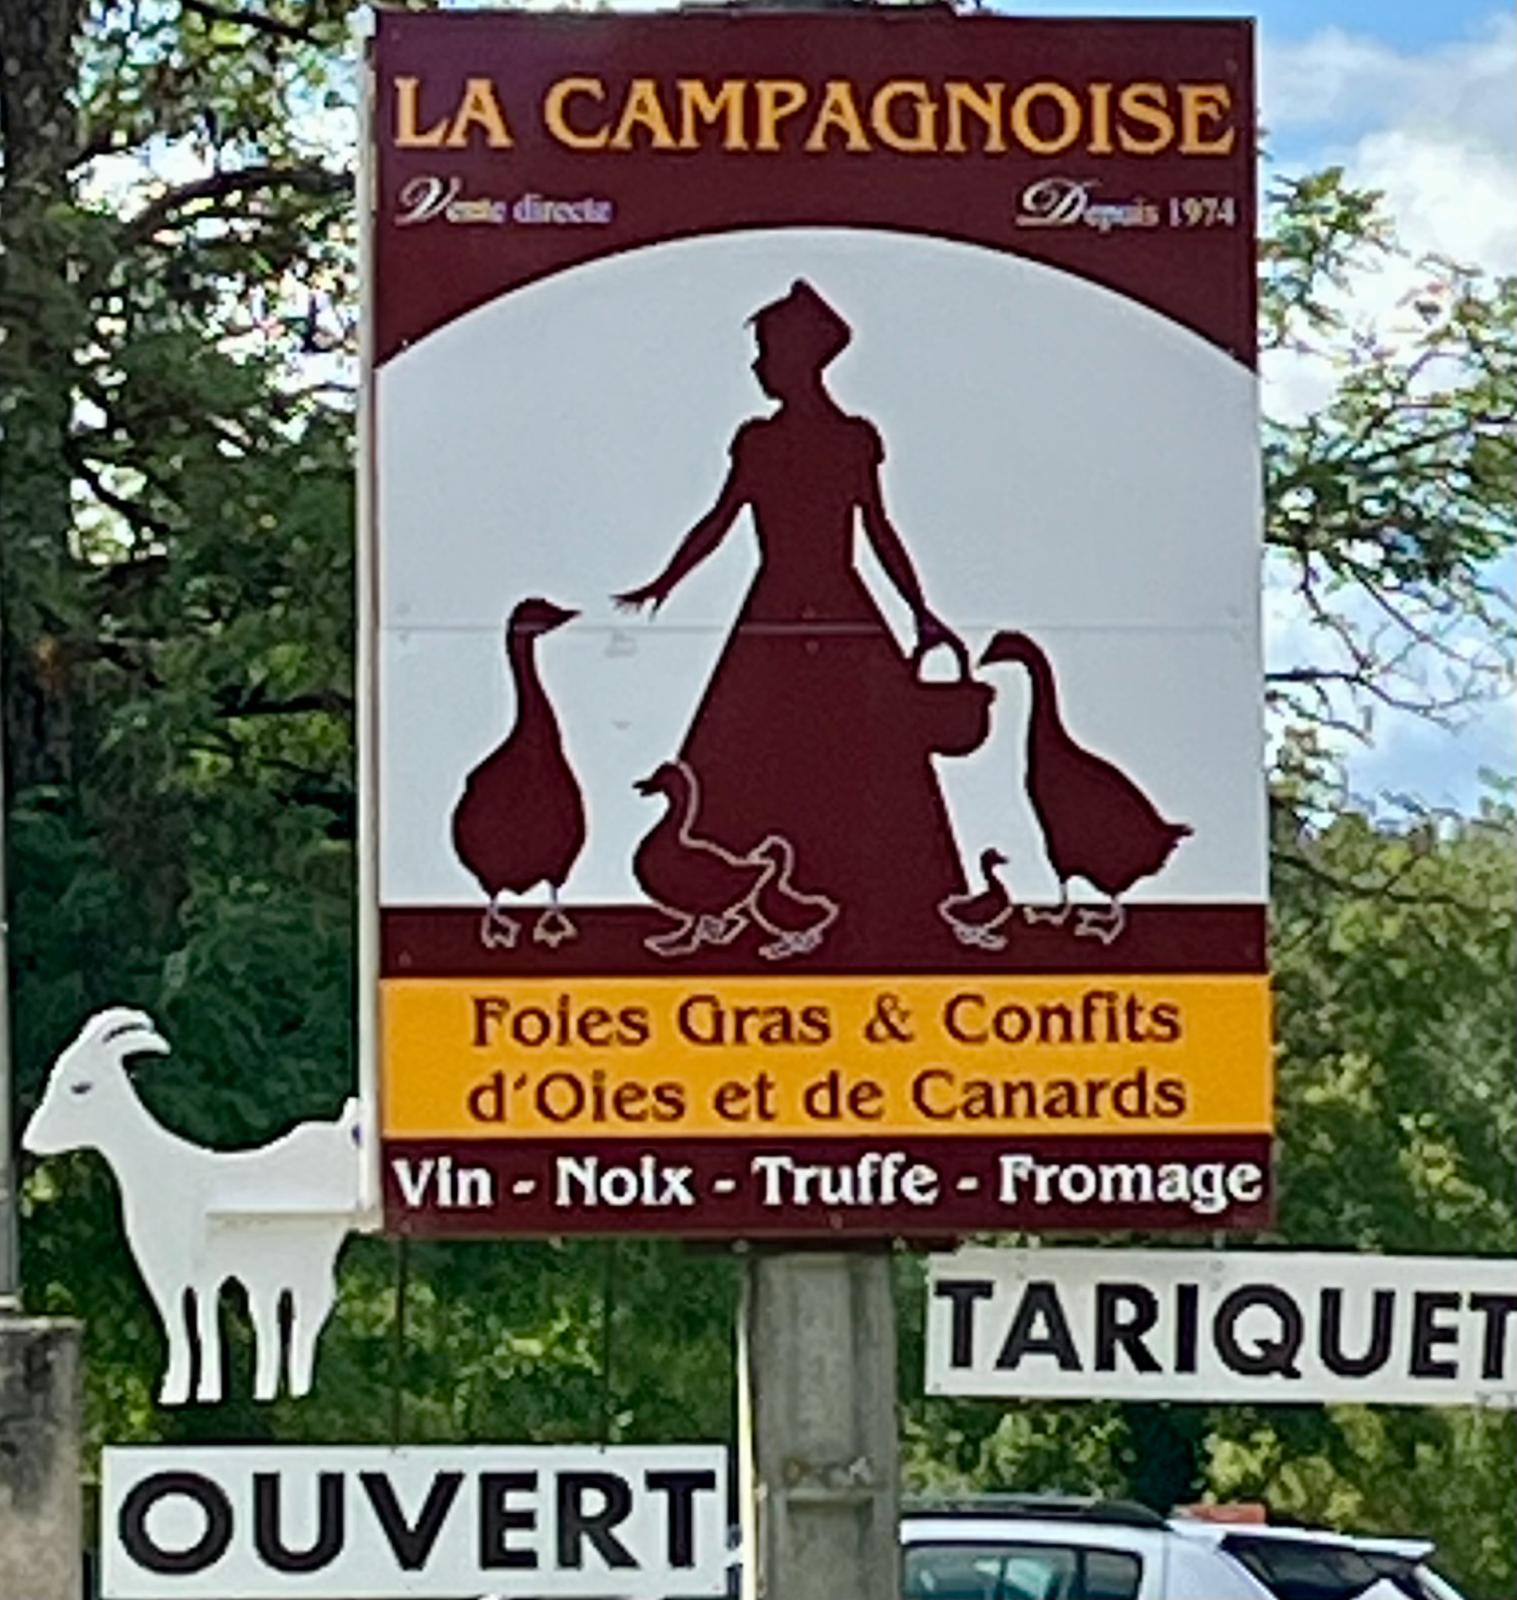 LA CAMPAGNOISE
Vente directe
Depuis 1974
Foies Gras & Confits
d'Oies et de Canards
Vin - Noix - Truffe - Fromage
TARIQUET
OUVERT